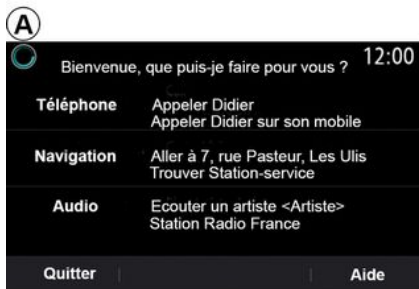 A
Bienvenue, que puis-je faire pour vous ? 12:00
Téléphone Appeler Didier
Appeler Didier sur son mobile
Navigation Aller à 7, rue Pasteur, Les Ulis
Trouver Station-service
Audio Ecouter un artiste <Artiste>
Station Radio France
Quitter Aide